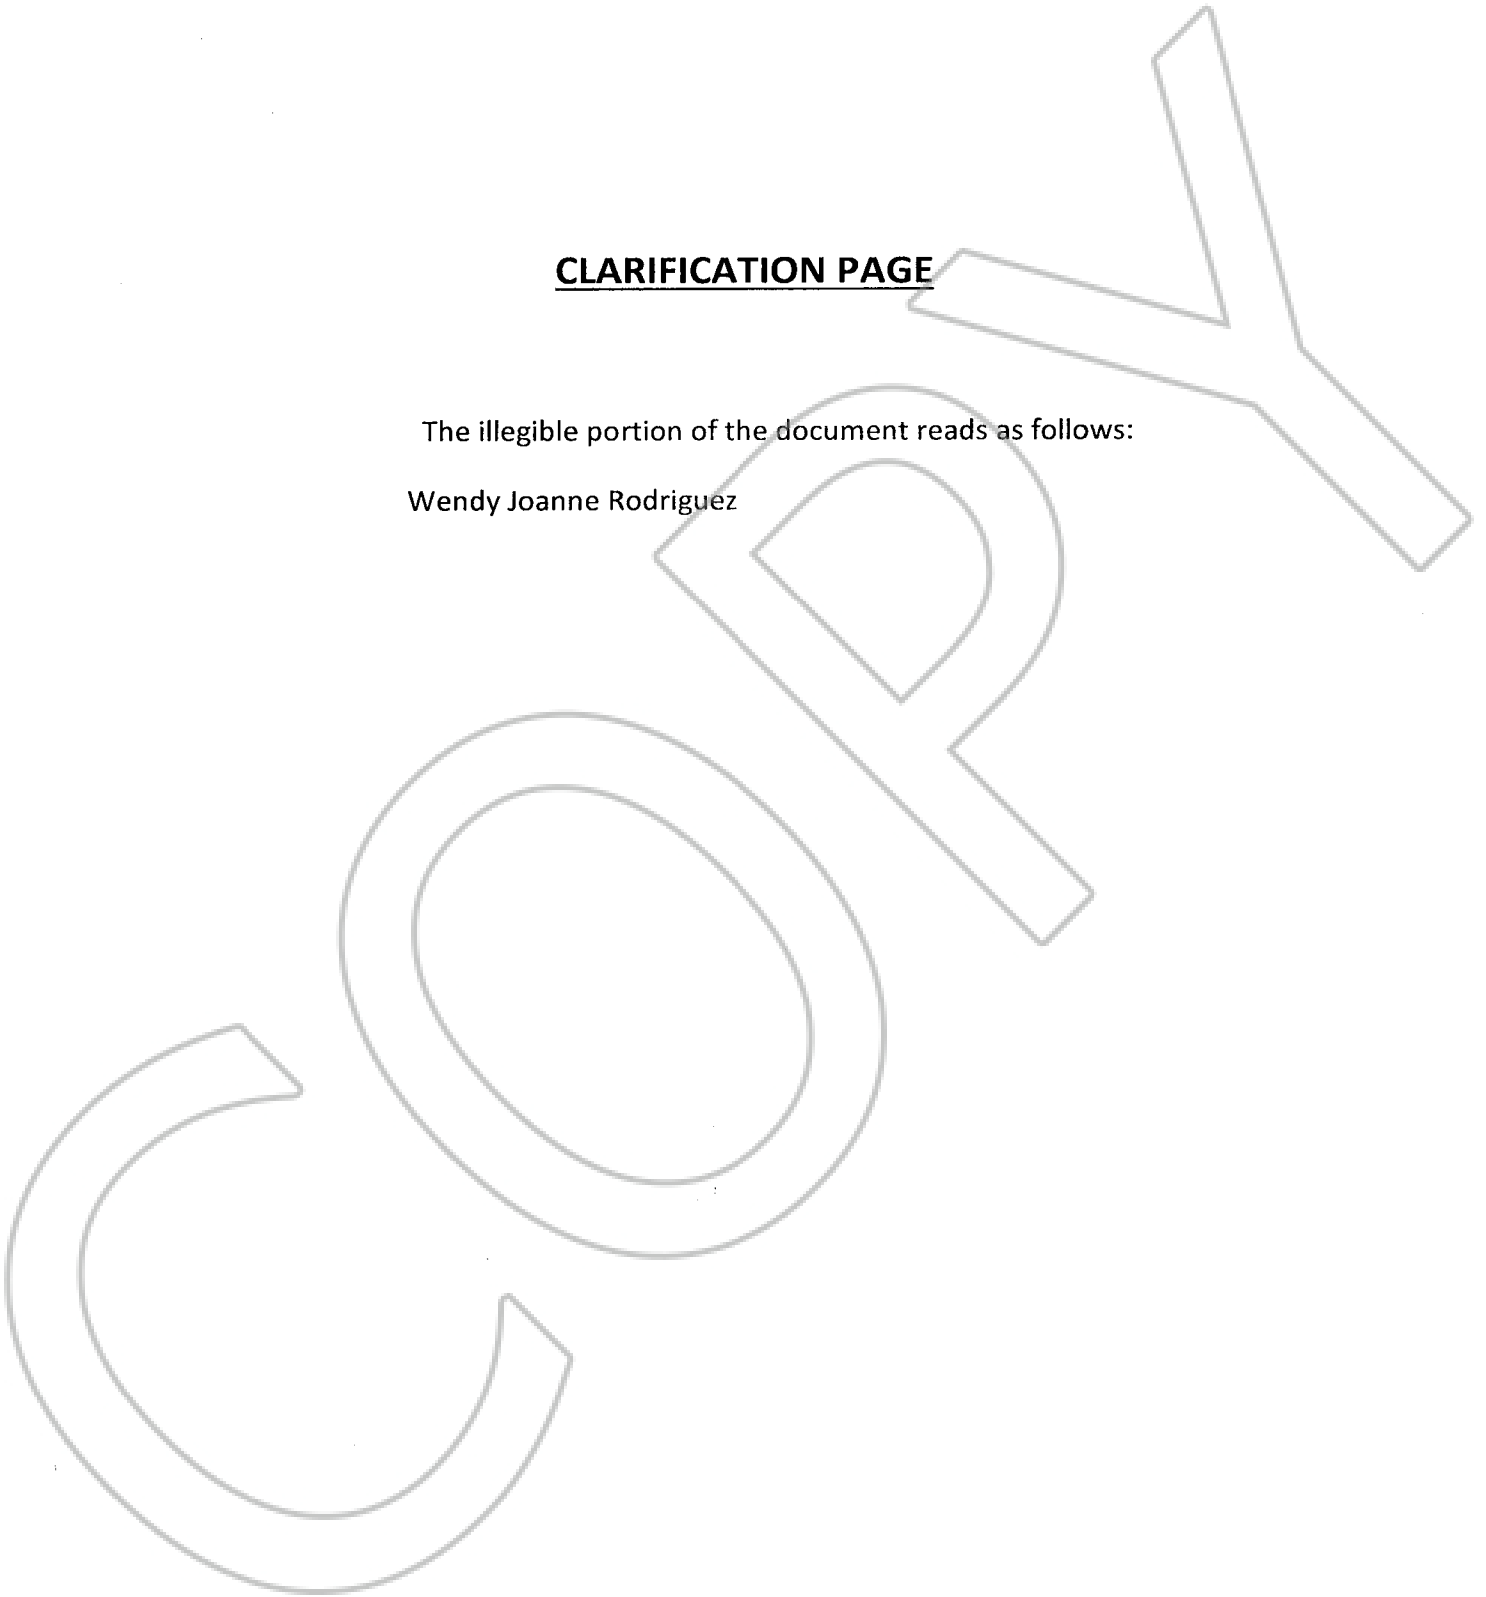 CLARIFICATION PAGE
The illegible portion of the document reads as follows:
Wendy Joanne Rodriguez
COPY